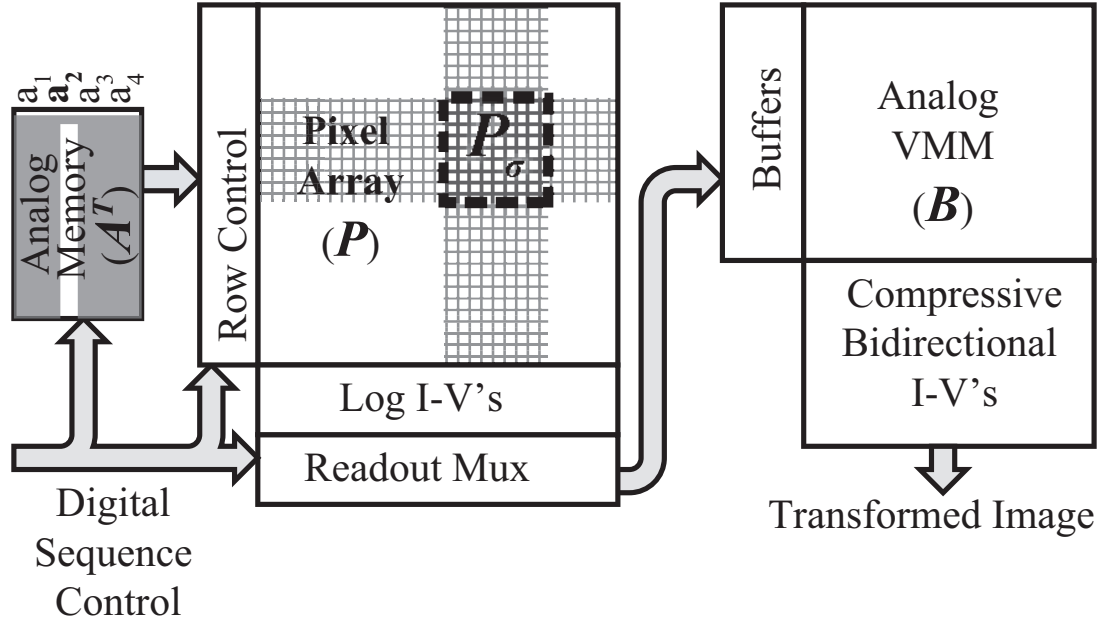 a1
a2
a3
a4
Analog
Memory
(A^T)
Row Control
Pixel
Array
(P)
Pσ
Log I-V's
Readout Mux
Digital
Sequence
Control
Buffers
Analog
VMM
(B)
Compressive
Bidirectional
I-V's
Transformed Image